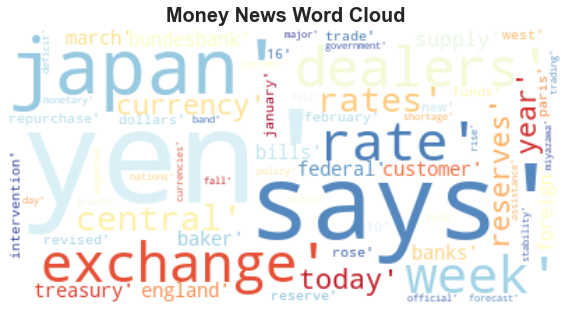 Money News Word Cloud
march' bundesbank' major' trade' supply' west'
government'
deficit' japan' 16' dealers' trading'
monetary' currency' january' rates' funds' paris'
repurchase' dollars' band' february' new' shortage'
yen' bills' rate' rise' reserves' year' miyazama'
federal' customer' assistance'
intervention' nations' currencies' fall' policy' says' foreign'
day' growth' central' 10' stability'
revised' baker' rose' banks'
exchange' today' week'
treasury' england' reserve' official' forecast'